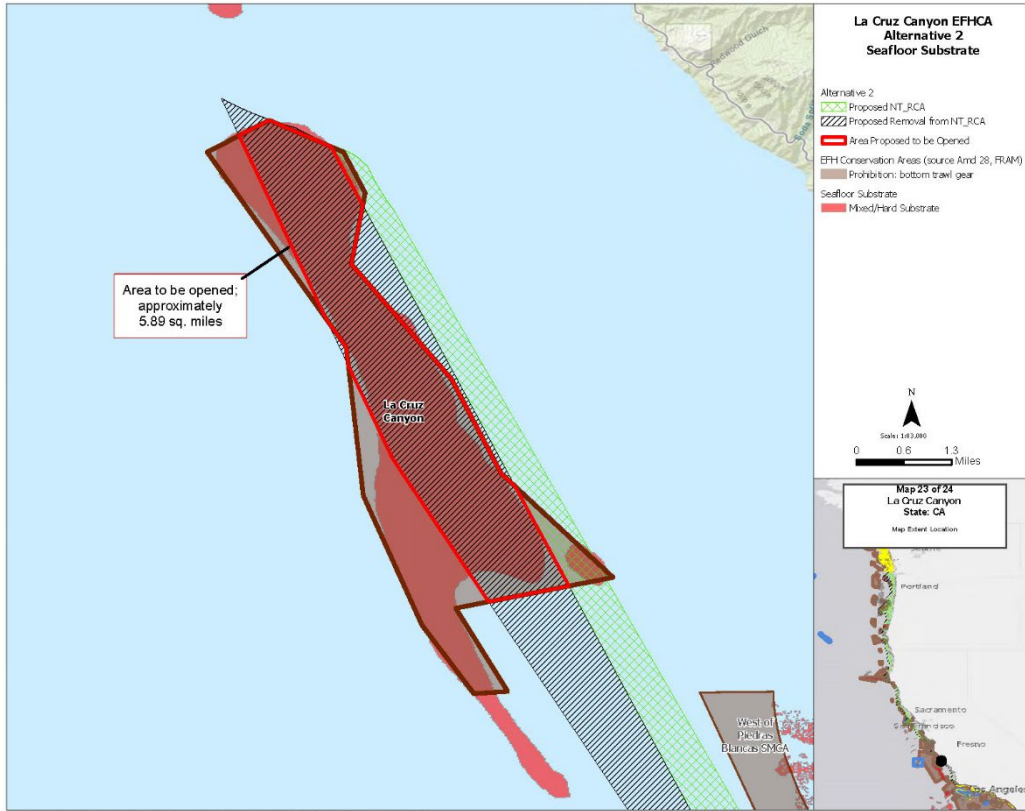 La Cruz Canyon EFHCA
Alternative 2
Seafloor Substrate
Alternative 2
Proposed NT_RCA
Proposed Removal from NT_RCA
Area Proposed to be Opened
EFH Conservation Areas (source Amd 28, FRAM)
Prohibition: bottom trawl gear
Seafloor Substrate
Mixed/Hard Substrate
Redwood Gulch
Area to be opened;
approximately
5.89 sq. miles
La Cruz
Canyon
West of
Piedras
Blancas SMCA
N
0 0.6 1.3
Miles
Map 23 of 24
La Cruz Canyon
State: CA
Map Extent Location
Portland
Sacramento
Fresno